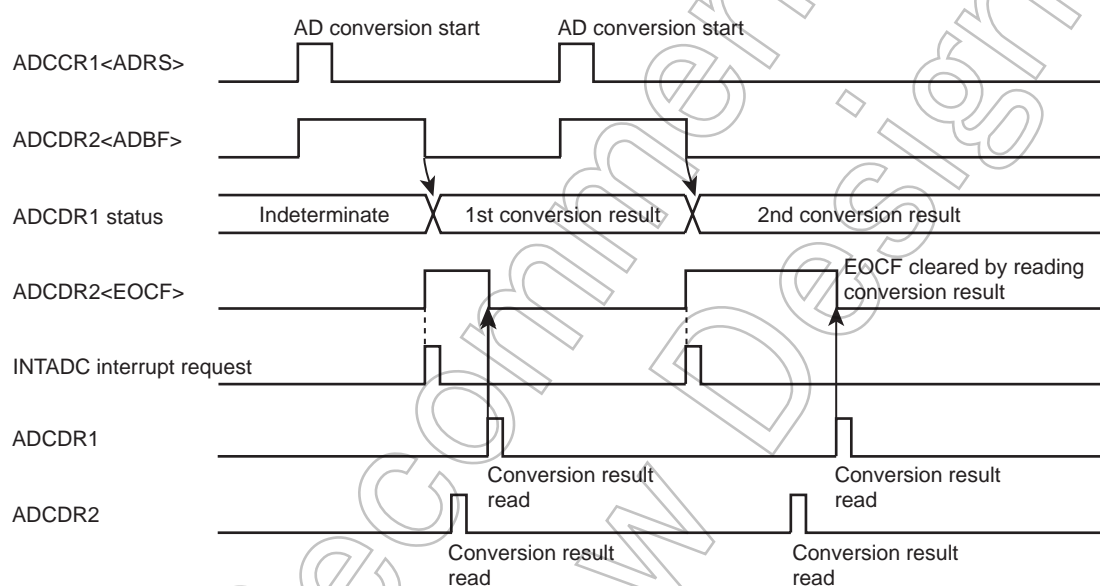 AD conversion start
AD conversion start
ADCCR1<ADRS>
ADCDR2<ADBF>
ADCDR1 status
Indeterminate
1st conversion result
2nd conversion result
ADCDR2<EOCF>
EOCF cleared by reading
conversion result
INTADC interrupt request
ADCDR1
Conversion result
read
Conversion result
read
ADCDR2
Conversion result
read
Conversion result
read